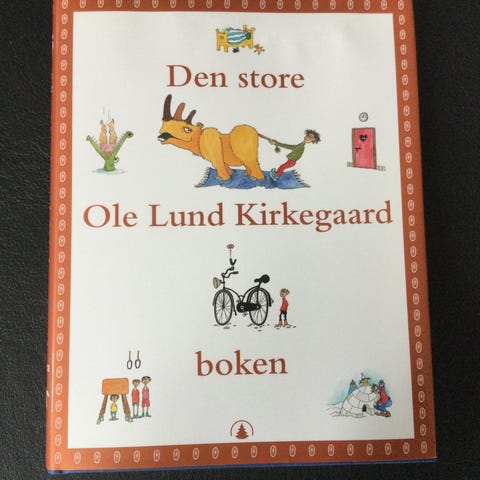 Den store
Ole Lund Kirkegaard
boken